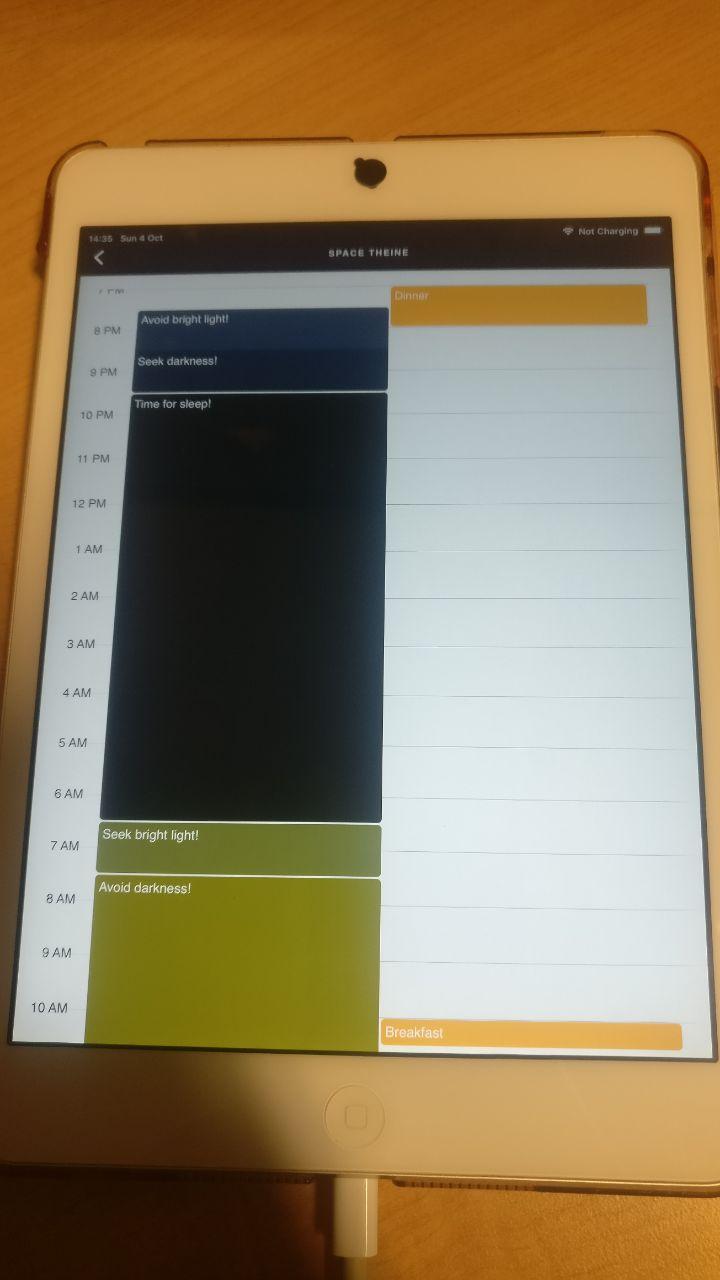 14:35 Sun 4 Oct
Not Charging
SPACE THEINE
7 PM
Dinner
Avoid bright light!
8 PM
Seek darkness!
9 PM
Time for sleep!
10 PM
11 PM
12 PM
1 AM
2 AM
3 AM
4 AM
5 AM
6 AM
Seek bright light!
7 AM
Avoid darkness!
8 AM
9 AM
10 AM
Breakfast